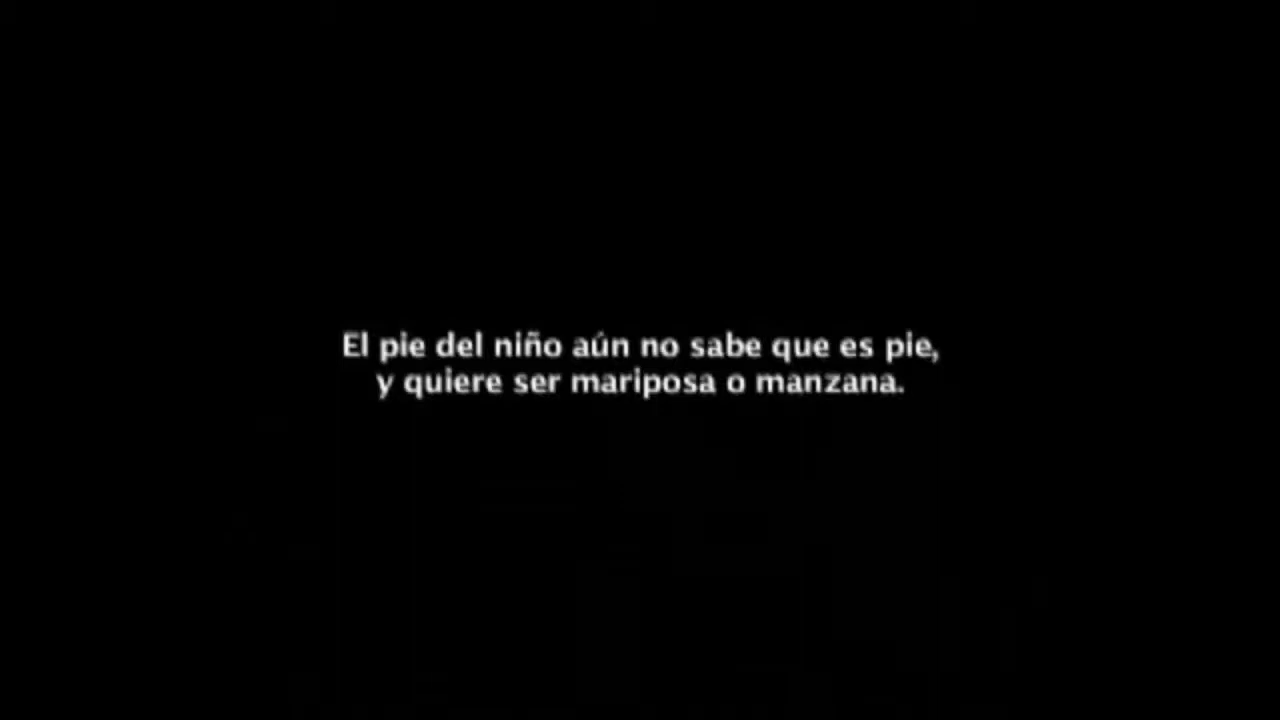 El pie del niño aún no sabe que es pie,
y quiere ser mariposa o manzana.